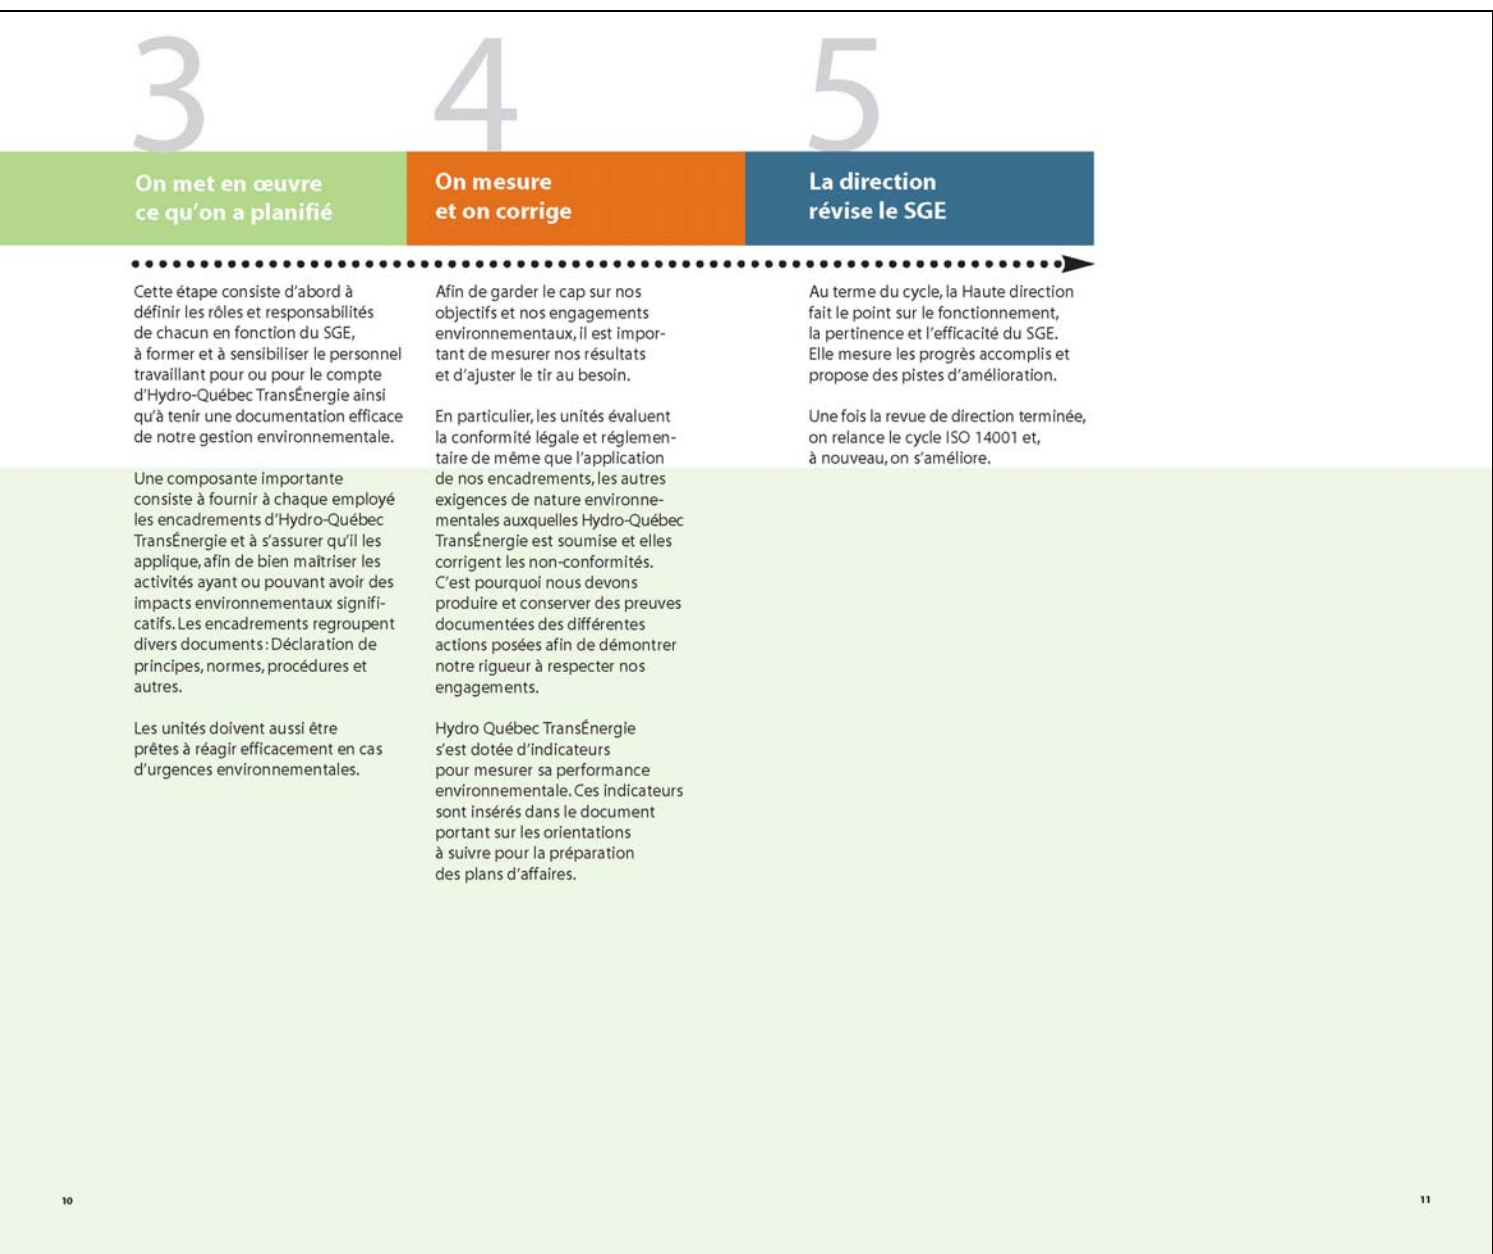 3
On met en œuvre
ce qu'on a planifié
Cette étape consiste d'abord à
définir les rôles et responsabilités
de chacun en fonction du SGE,
à former et à sensibiliser le personnel
travaillant pour ou pour le compte
d'Hydro-Québec TransÉnergie ainsi
qu'à tenir une documentation efficace
de notre gestion environnementale.
Une composante importante
consiste à fournir à chaque employé
les encadrements d'Hydro-Québec
TransÉnergie et à s'assurer qu'il les
applique, afin de bien maîtriser les
activités ayant ou pouvant avoir des
impacts environnementaux signifi-
catifs. Les encadrements regroupent
divers documents : Déclaration de
principes, normes, procédures et
autres.
Les unités doivent aussi être
prêtes à réagir efficacement en cas
d'urgences environnementales.
4
On mesure
et on corrige
Afin de garder le cap sur nos
objectifs et nos engagements
environnementaux, il est impor-
tant de mesurer nos résultats
et d'ajuster le tir au besoin.
En particulier, les unités évaluent
la conformité légale et réglemen-
taire de même que l'application
de nos encadrements, les autres
exigences de nature environne-
mentales auxquelles Hydro-Québec
TransÉnergie est soumise et elles
corrigent les non-conformités.
C'est pourquoi nous devons
produire et conserver des preuves
documentées des différentes
actions posées afin de démontrer
notre rigueur à respecter nos
engagements.
Hydro Québec TransÉnergie
s'est dotée d'indicateurs
pour mesurer sa performance
environnementale. Ces indicateurs
sont insérés dans le document
portant sur les orientations
à suivre pour la préparation
des plans d'affaires.
5
La direction
révise le SGE
Au terme du cycle, la Haute direction
fait le point sur le fonctionnement,
la pertinence et l'efficacité du SGE.
Elle mesure les progrès accomplis et
propose des pistes d'amélioration.
Une fois la revue de direction terminée,
on relance le cycle ISO 14001 et,
à nouveau, on s'améliore.
10
11